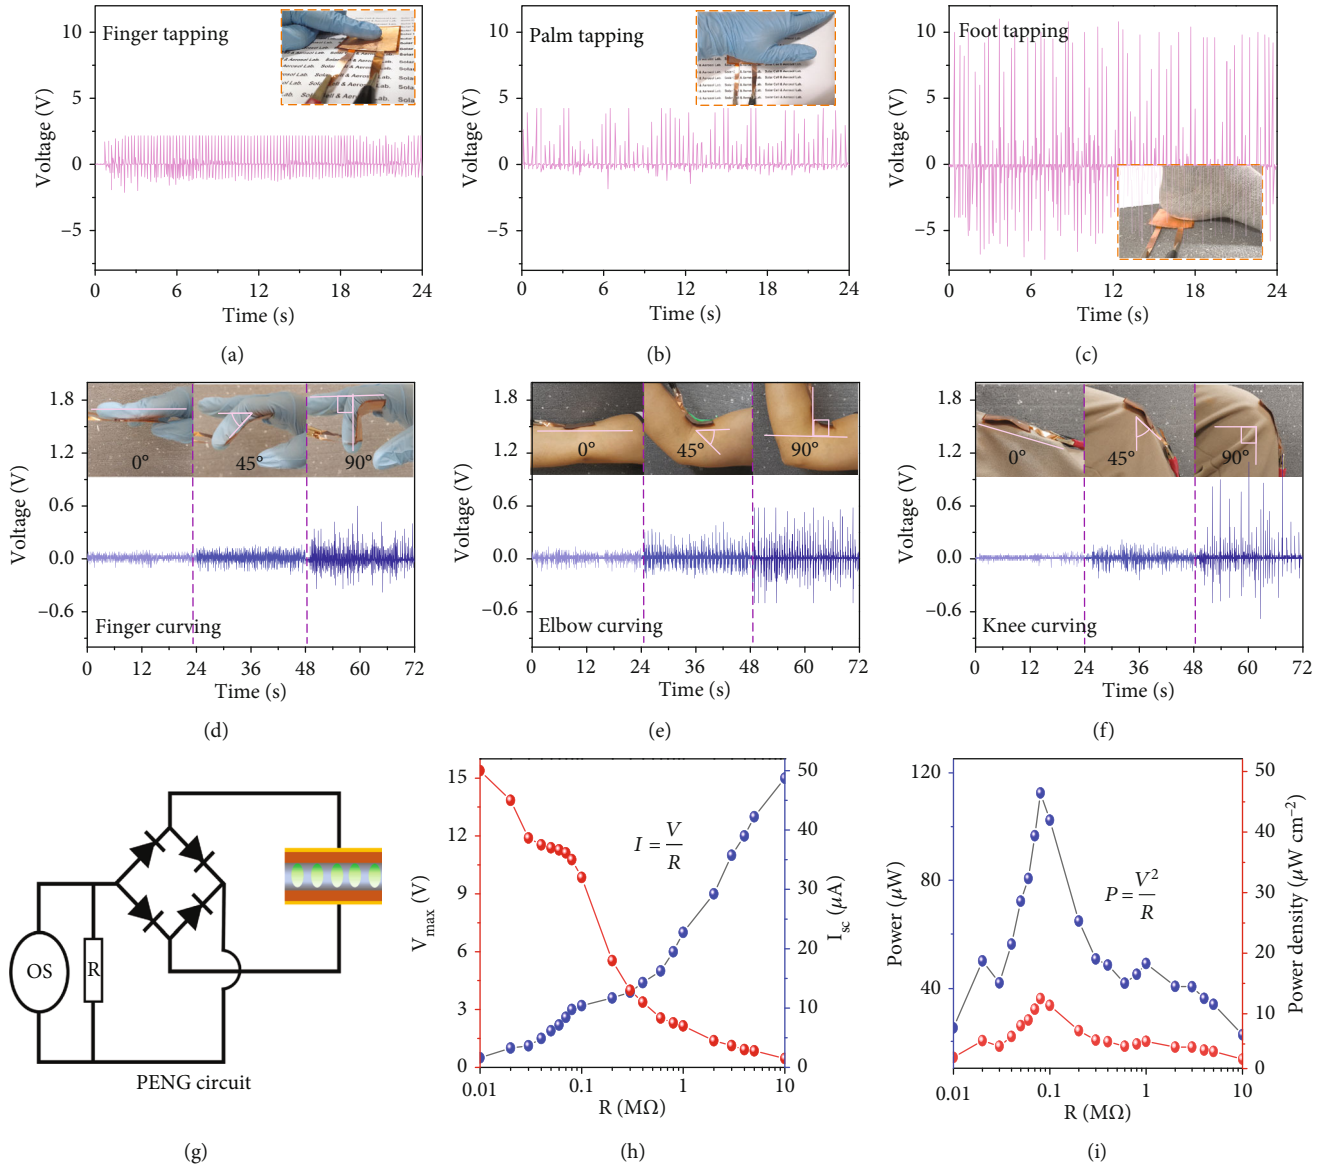 Finger tapping
10
5
0
−5
Voltage (V)
0 6 12 18 24
Time (s)
(a)
Palm tapping
10
5
0
−5
Voltage (V)
0 6 12 18 24
Time (s)
(b)
Foot tapping
10
5
0
−5
Voltage (V)
0 6 12 18 24
Time (s)
(c)
1.8
1.2
0.6
0.0
−0.6
Voltage (V)
0° 45° 90°
Finger curving
0 12 24 36 48 60 72
Time (s)
(d)
1.8
1.2
0.6
0.0
−0.6
Voltage (V)
0° 45° 90°
Elbow curving
0 12 24 36 48 60 72
Time (s)
(e)
1.8
1.2
0.6
0.0
−0.6
Voltage (V)
0° 45° 90°
Knee curving
0 12 24 36 48 60 72
Time (s)
(f)
OS
R
PENG circuit
(g)
15
12
9
6
3
0
Vmax (V)
I = V/R
50
40
30
20
10
0
Isc (μA)
0.01 0.1 1 10
R (MΩ)
(h)
120
80
40
Power (μW)
P = V²/R
50
40
30
20
10
0
Power density (μW cm−2)
0.01 0.1 1 10
R (MΩ)
(i)